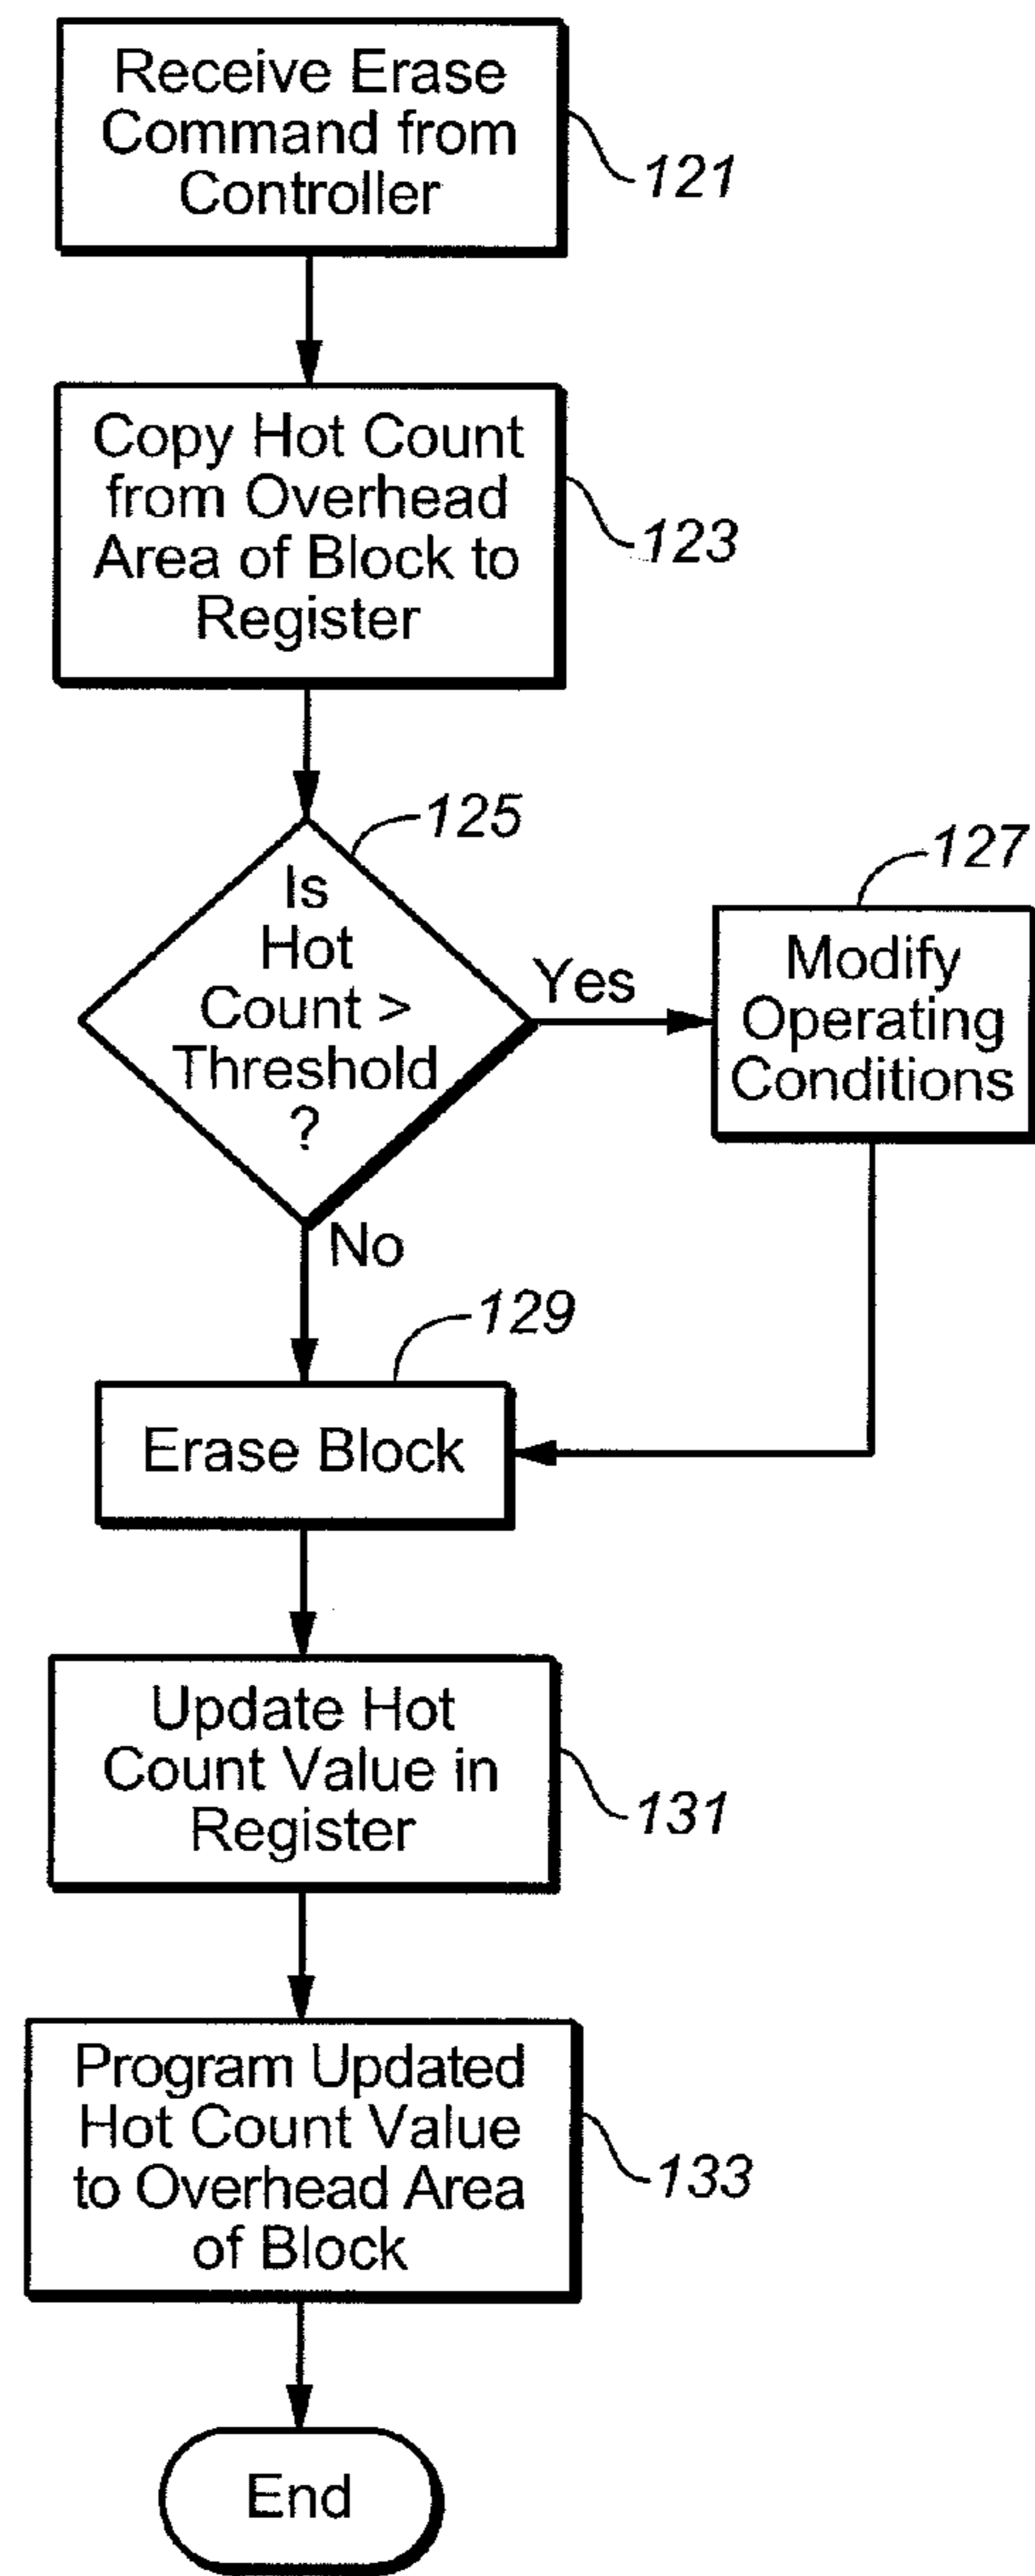 Receive Erase
Command from
Controller
121
Copy Hot Count
from Overhead
Area of Block to
Register
123
125
Is
Hot
Count >
Threshold
?
Yes
127
Modify
Operating
Conditions
No
129
Erase Block
Update Hot
Count Value in
Register
131
Program Updated
Hot Count Value
to Overhead Area
of Block
133
End